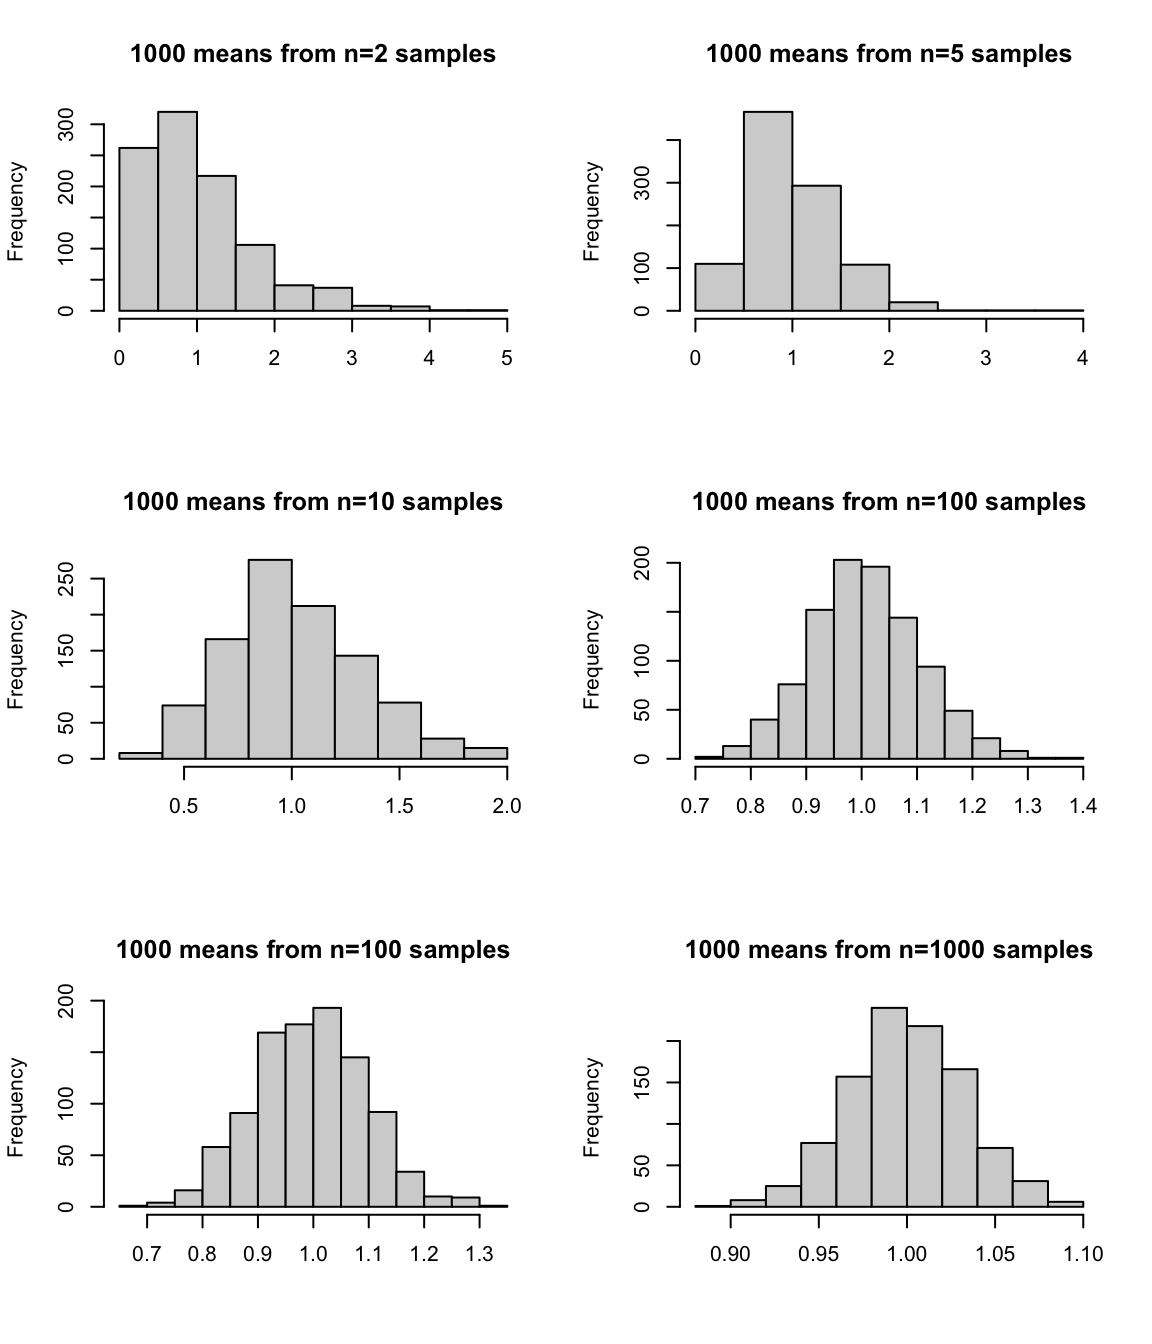 1000 means from n=2 samples
Frequency
0 100 200 300
0 1 2 3 4 5
1000 means from n=5 samples
Frequency
0 100 300
0 1 2 3 4
1000 means from n=10 samples
Frequency
0 50 150 250
0.5 1.0 1.5 2.0
1000 means from n=100 samples
Frequency
0 50 100 200
0.7 0.8 0.9 1.0 1.1 1.2 1.3 1.4
1000 means from n=100 samples
Frequency
0 50 100 200
0.7 0.8 0.9 1.0 1.1 1.2 1.3
1000 means from n=1000 samples
Frequency
0 50 150
0.90 0.95 1.00 1.05 1.10